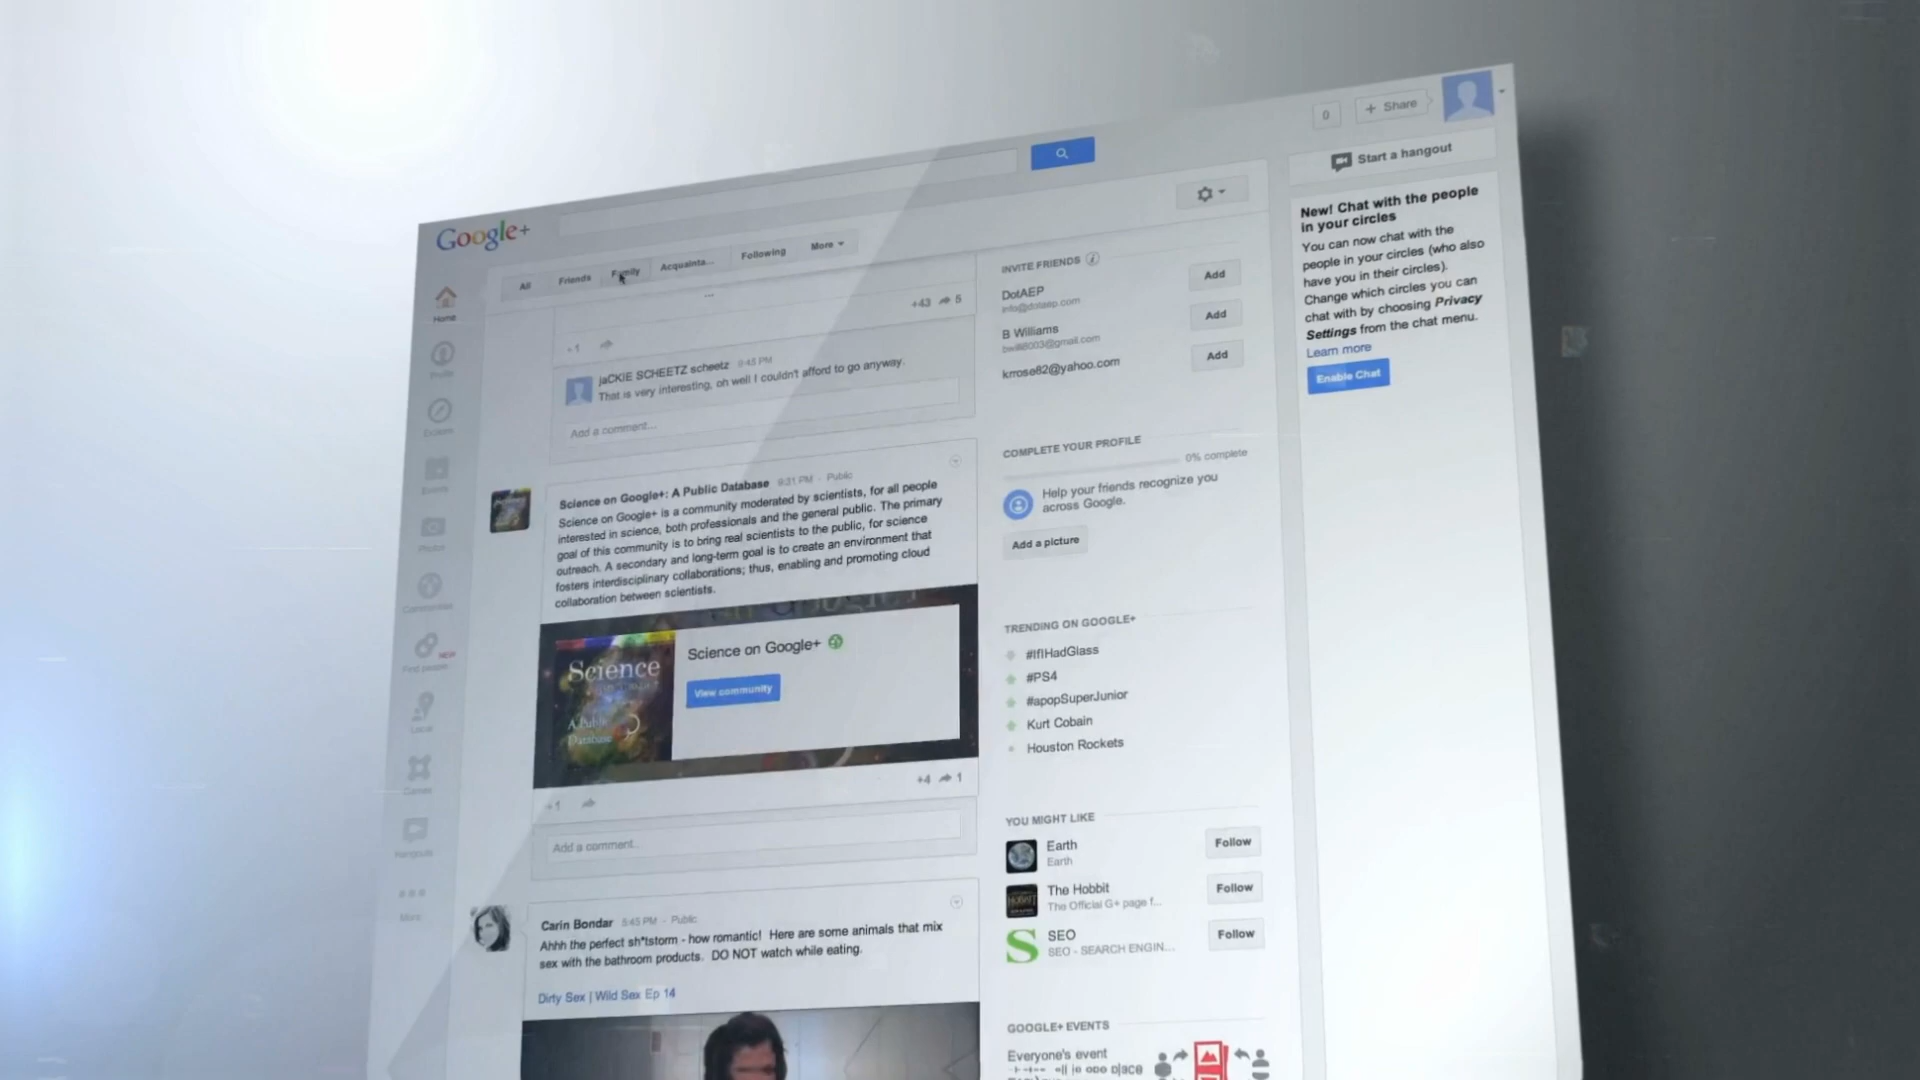 Google+
0
+ Share
Start a hangout
All
Friends
Family
Acquainta...
Following
More
Home
Profile
Explore
Events
Photos
Communities
Find people
NEW
Local
Games
Hangouts
More
+43 5
+1
jaCKIE SCHEETZ scheetz 9:45 PM
That is very interesting, oh well I couldn't afford to go anyway.
Add a comment...
Science on Google+: A Public Database 9:31 PM - Public
Science on Google+ is a community moderated by scientists, for all people
interested in science, both professionals and the general public. The primary
goal of this community is to bring real scientists to the public, for science
outreach. A secondary and long-term goal is to create an environment that
fosters interdisciplinary collaborations; thus, enabling and promoting cloud
collaboration between scientists.
Science
A Public
Database
Science on Google+
View community
+4 1
+1
Add a comment...
Carin Bondar 5:45 PM - Public
Ahhh the perfect sh*tstorm - how romantic! Here are some animals that mix
sex with the bathroom products. DO NOT watch while eating.
Dirty Sex | Wild Sex Ep 14
INVITE FRIENDS
DotAEP
info@dotaep.com
Add
B Williams
bwill8003@gmail.com
Add
krrose82@yahoo.com
Add
COMPLETE YOUR PROFILE
0% complete
Help your friends recognize you
across Google.
Add a picture
TRENDING ON GOOGLE+
#IfIHadGlass
#PS4
#apopSuperJunior
Kurt Cobain
Houston Rockets
YOU MIGHT LIKE
Earth
Earth
Follow
The Hobbit
The Official G+ page f...
Follow
SEO
SEO - SEARCH ENGIN...
Follow
GOOGLE+ EVENTS
Everyone's event
all in one place
New! Chat with the people
in your circles
You can now chat with the
people in your circles (who also
have you in their circles).
Change which circles you can
chat with by choosing Privacy
Settings from the chat menu.
Learn more
Enable Chat